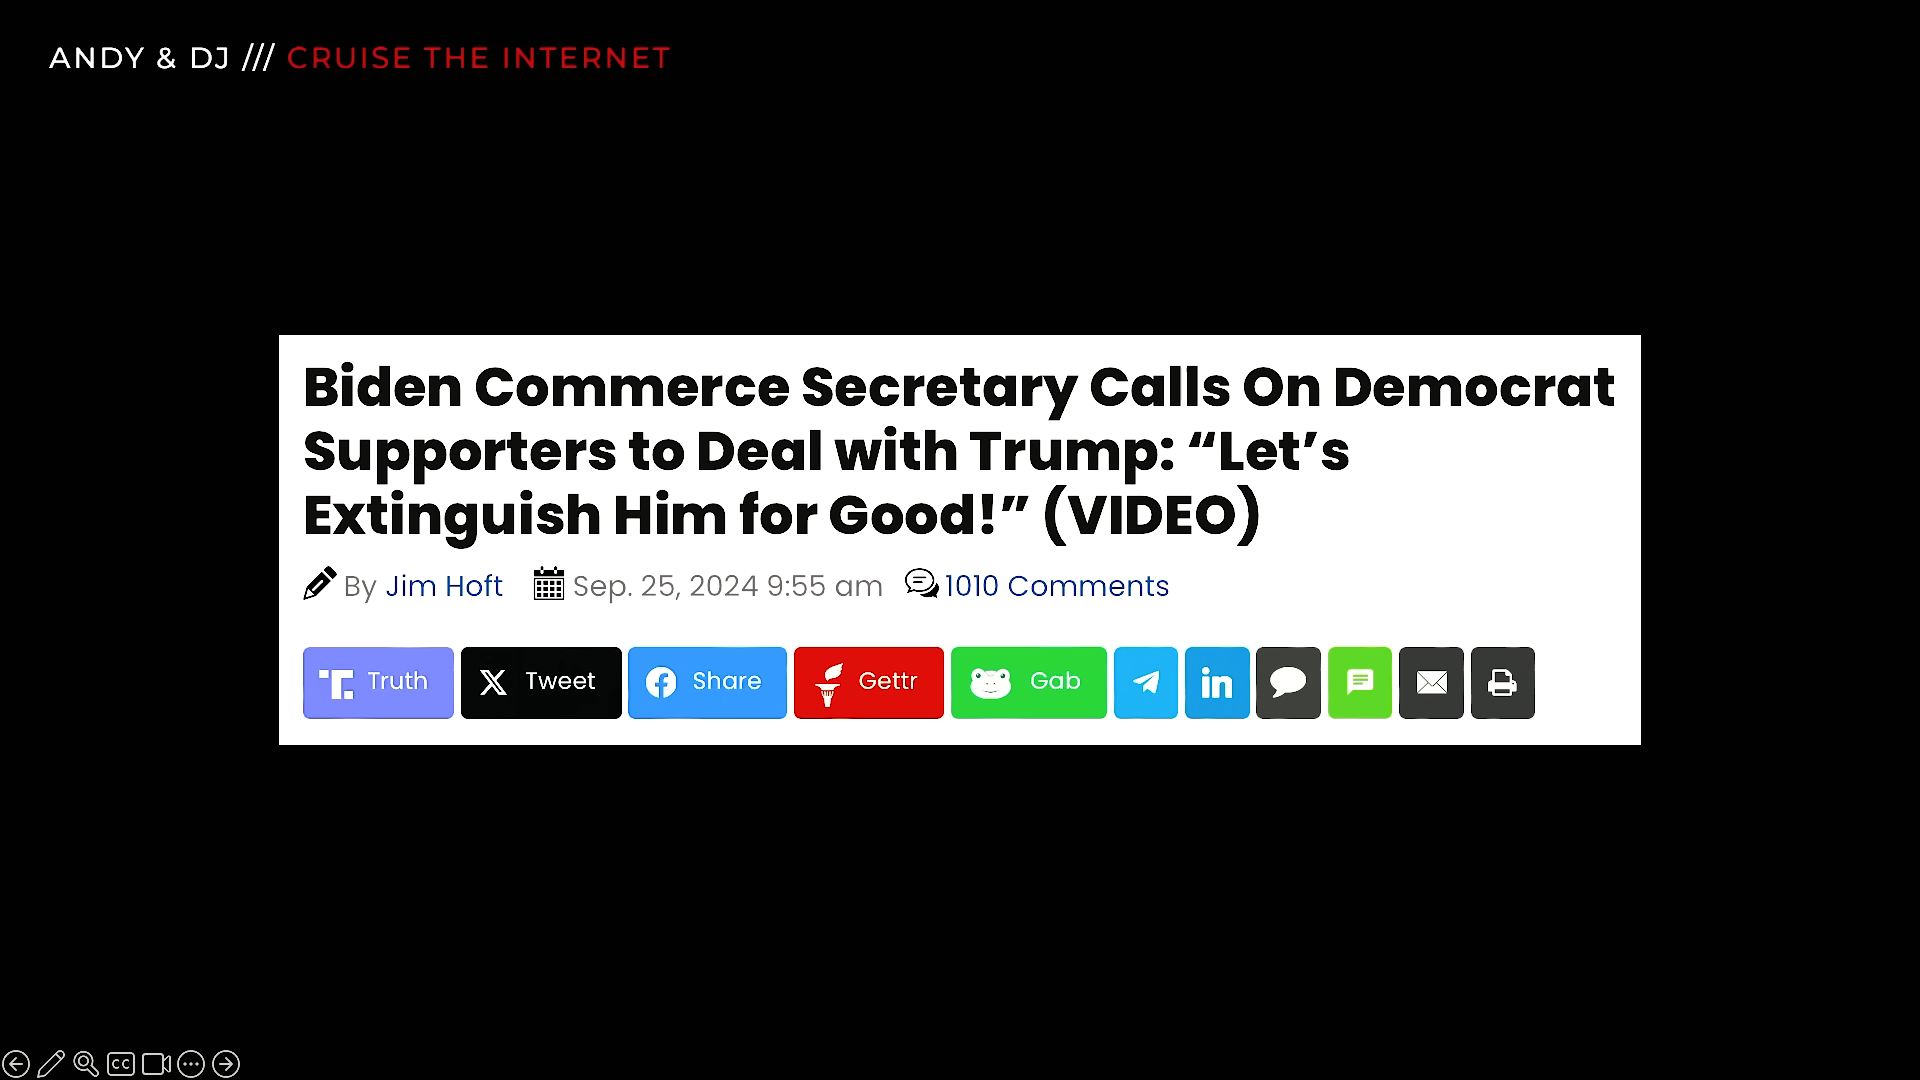 ANDY & DJ /// CRUISE THE INTERNET
Biden Commerce Secretary Calls On Democrat
Supporters to Deal with Trump: “Let’s
Extinguish Him for Good!” (VIDEO)
By Jim Hoft Sep. 25, 2024 9:55 am 1010 Comments
Truth Tweet Share Gettr Gab in
CC